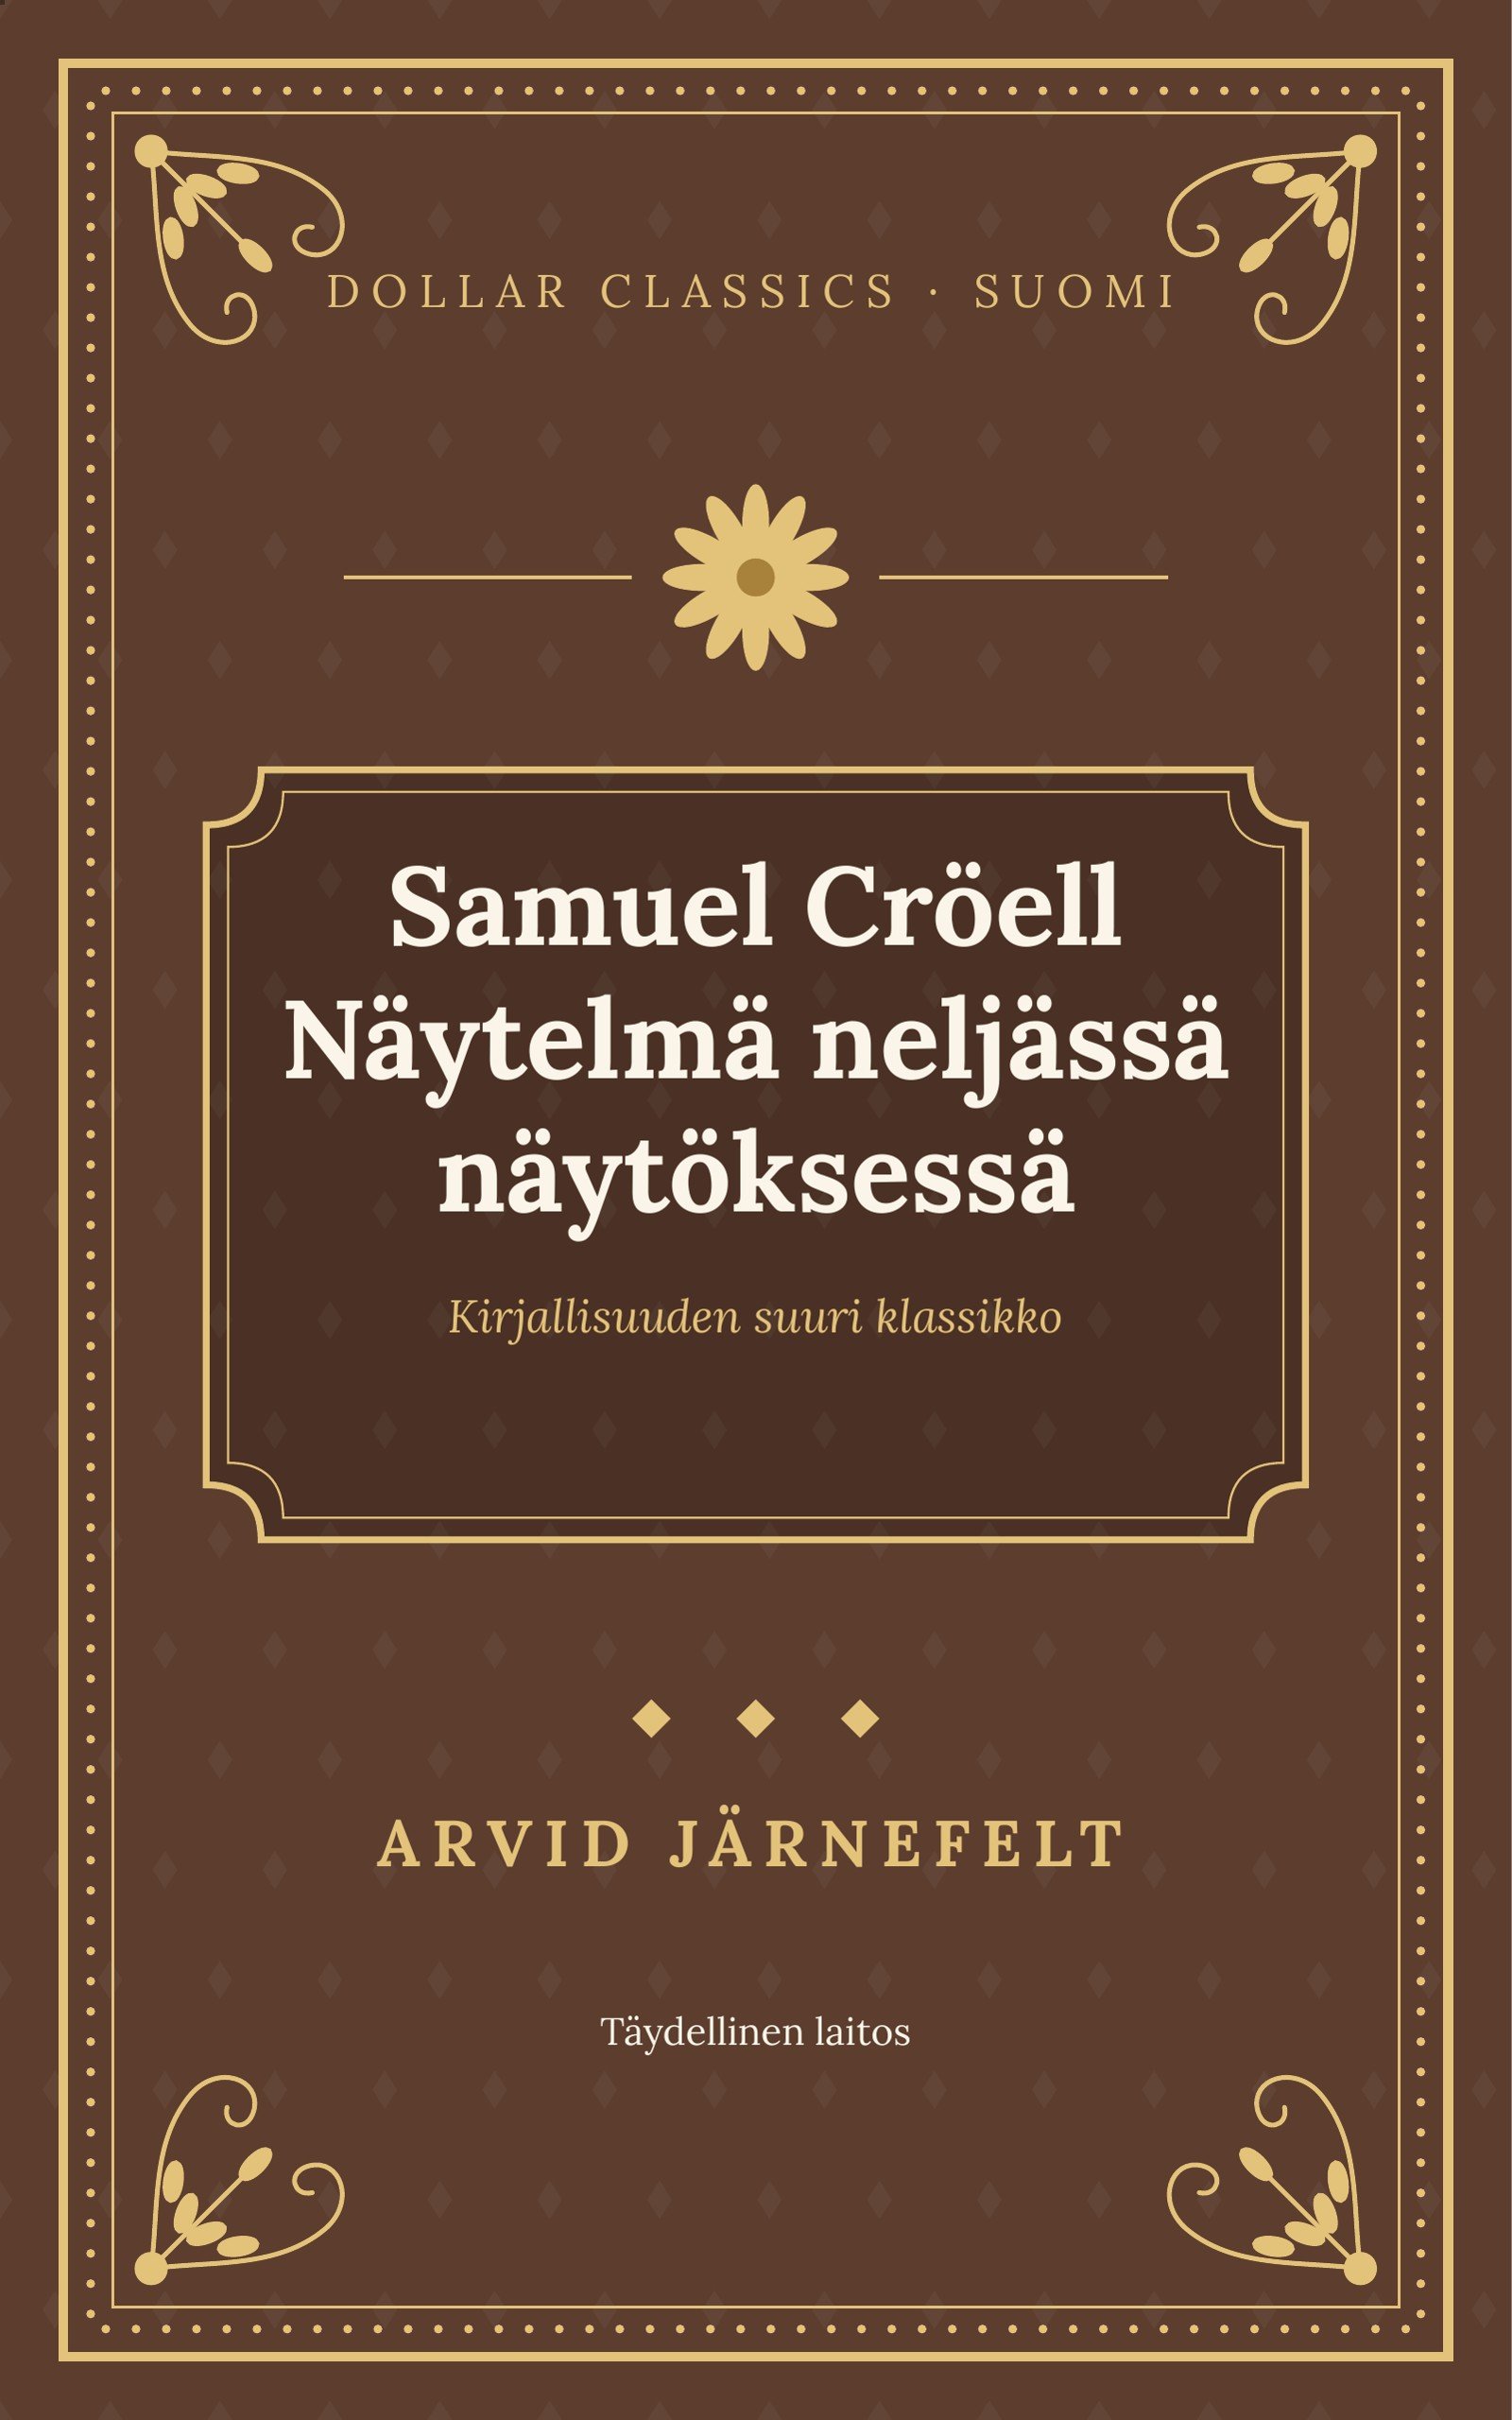 DOLLAR CLASSICS · SUOMI
Samuel Cröell
Näytelmä neljässä
näytöksessä
Kirjallisuuden suuri klassikko
ARVID JÄRNEFELT
Täydellinen laitos